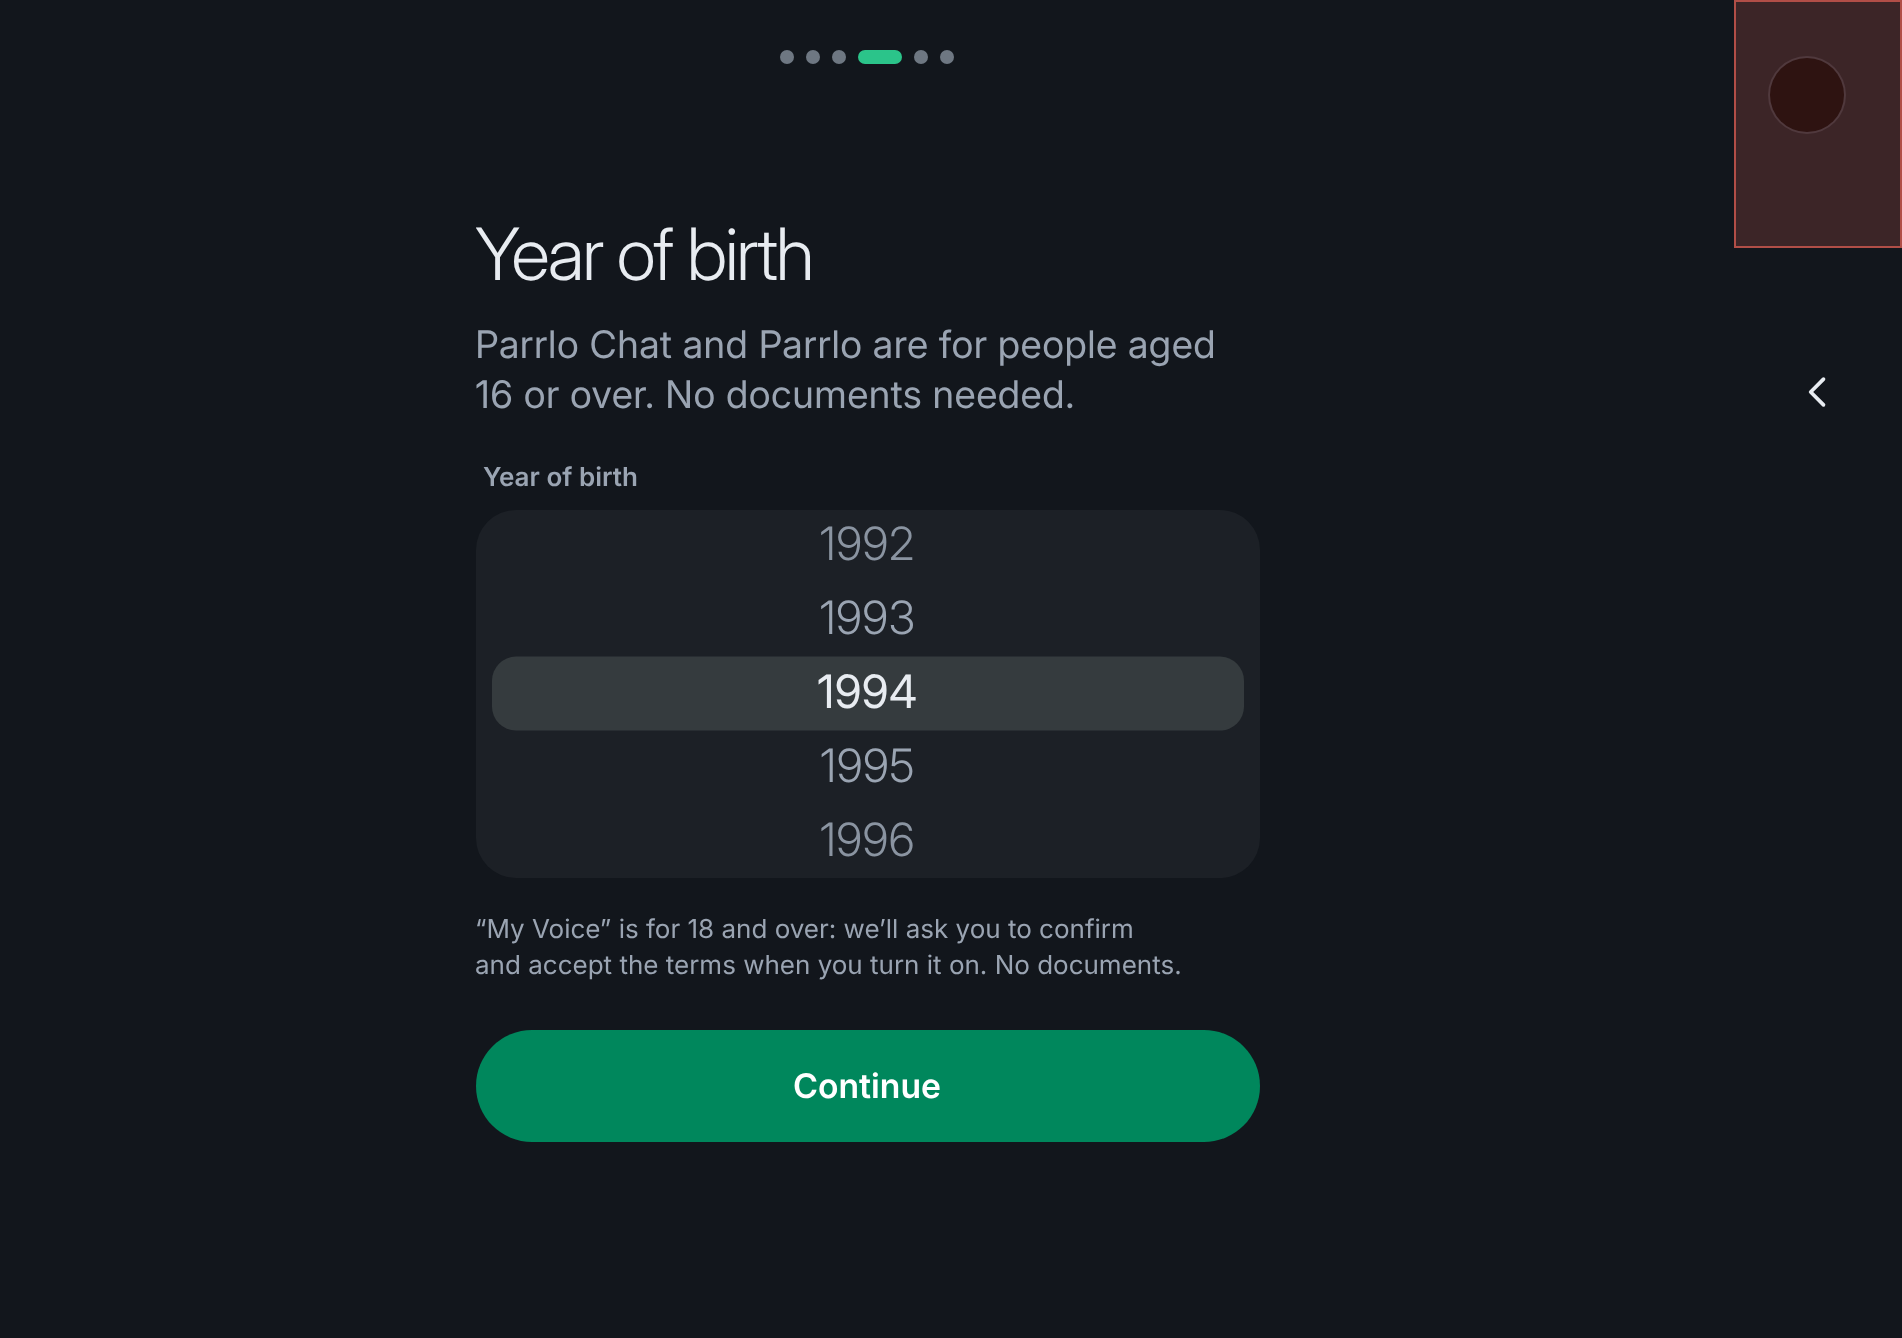 Year of birth
Parrlo Chat and Parrlo are for people aged
16 or over. No documents needed.
Year of birth
1992
1993
1994
1995
1996
“My Voice” is for 18 and over: we’ll ask you to confirm
and accept the terms when you turn it on. No documents.
Continue